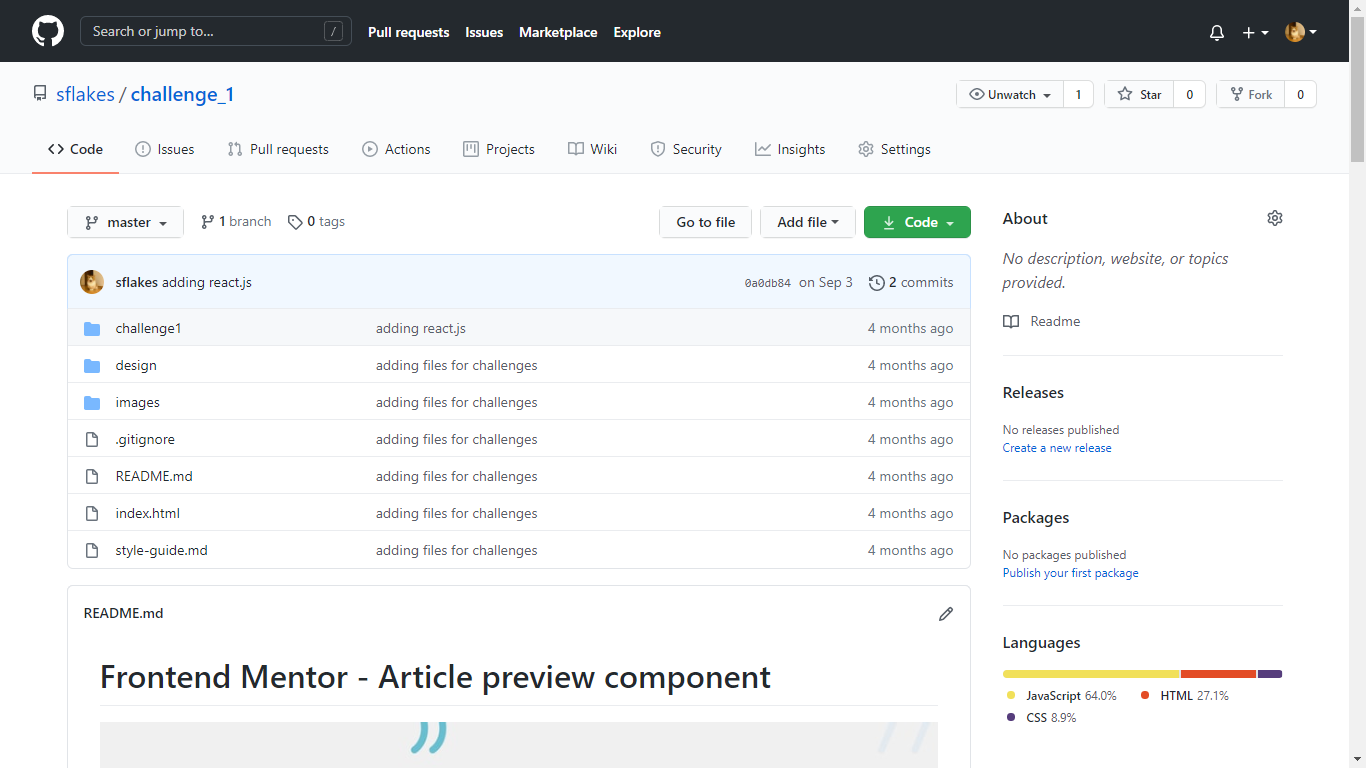 Search or jump to... / Pull requests Issues Marketplace Explore
sflakes / challenge_1 Unwatch 1 Star 0 Fork 0
Code Issues Pull requests Actions Projects Wiki Security Insights Settings
master 1 branch 0 tags Go to file Add file Code
sflakes adding react.js 0a0db84 on Sep 3 2 commits
challenge1 adding react.js 4 months ago
design adding files for challenges 4 months ago
images adding files for challenges 4 months ago
.gitignore adding files for challenges 4 months ago
README.md adding files for challenges 4 months ago
index.html adding files for challenges 4 months ago
style-guide.md adding files for challenges 4 months ago
README.md
Frontend Mentor - Article preview component
About
No description, website, or topics
provided.
Readme
Releases
No releases published
Create a new release
Packages
No packages published
Publish your first package
Languages
JavaScript 64.0% HTML 27.1%
CSS 8.9%